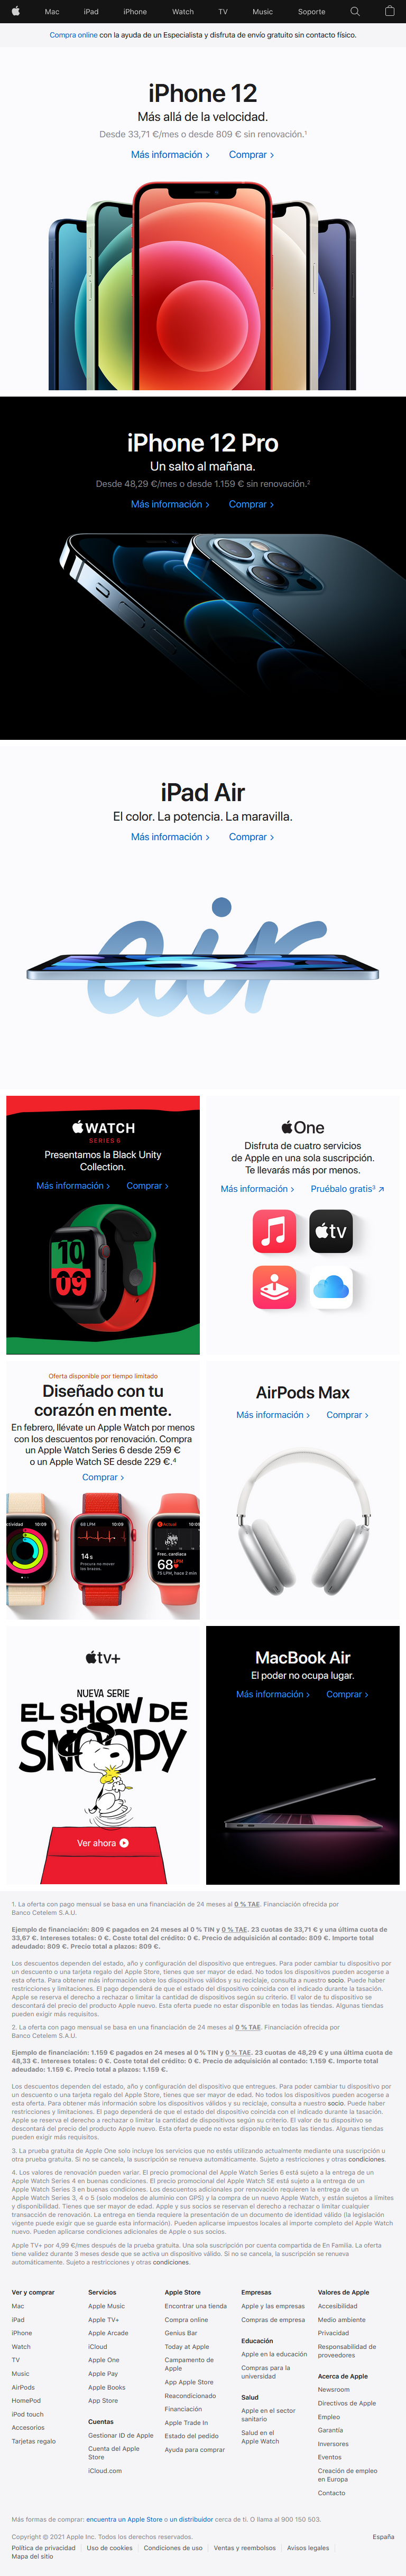 Mac iPad iPhone Watch TV Music Soporte
Compra online con la ayuda de un Especialista y disfruta de envío gratuito sin contacto físico.
iPhone 12
Más allá de la velocidad.
Desde 33,71 €/mes o desde 809 € sin renovación.1
Más información > Comprar >
iPhone 12 Pro
Un salto al mañana.
Desde 48,29 €/mes o desde 1.159 € sin renovación.2
Más información > Comprar >
iPad Air
El color. La potencia. La maravilla.
Más información > Comprar >
air
WATCH
SERIES 6
Presentamos la Black Unity
Collection.
Más información > Comprar >
10
09
One
Disfruta de cuatro servicios
de Apple en una sola suscripción.
Te llevarás más por menos.
Más información > Pruébalo gratis3 ↗
tv
Oferta disponible por tiempo limitado
Diseñado con tu
corazón en mente.
En febrero, llévate un Apple Watch por menos
con los descuentos por renovación. Compra
un Apple Watch Series 6 desde 259 €
o un Apple Watch SE desde 229 €.4
Comprar >
ctividad 10:09
68 LPM 10:09
14 s
Procura no mover
los brazos.
Actual 10:09
Frec. cardiaca
68 LPM
75 LPM, hace 2 min
AirPods Max
Más información > Comprar >
tv+
NUEVA SERIE
EL SHOW DE
SNOOPY
Ver ahora
MacBook Air
El poder no ocupa lugar.
Más información > Comprar >
1. La oferta con pago mensual se basa en una financiación de 24 meses al 0 % TAE. Financiación ofrecida por
Banco Cetelem S.A.U.
Ejemplo de financiación: 809 € pagados en 24 meses al 0 % TIN y 0 % TAE. 23 cuotas de 33,71 € y una última cuota de
33,67 €. Intereses totales: 0 €. Coste total del crédito: 0 €. Precio de adquisición al contado: 809 €. Importe total
adeudado: 809 €. Precio total a plazos: 809 €.
Los descuentos dependen del estado, año y configuración del dispositivo que entregues. Para poder cambiar tu dispositivo por
un descuento o una tarjeta regalo del Apple Store, tienes que ser mayor de edad. No todos los dispositivos pueden acogerse a
esta oferta. Para obtener más información sobre los dispositivos válidos y su reciclaje, consulta a nuestro socio. Puede haber
restricciones y limitaciones. El pago dependerá de que el estado del dispositivo coincida con el indicado durante la tasación.
Apple se reserva el derecho a rechazar o limitar la cantidad de dispositivos según su criterio. El valor de tu dispositivo se
descontará del precio del producto Apple nuevo. Esta oferta puede no estar disponible en todas las tiendas. Algunas tiendas
pueden exigir más requisitos.
2. La oferta con pago mensual se basa en una financiación de 24 meses al 0 % TAE. Financiación ofrecida por
Banco Cetelem S.A.U.
Ejemplo de financiación: 1.159 € pagados en 24 meses al 0 % TIN y 0 % TAE. 23 cuotas de 48,29 € y una última cuota de
48,33 €. Intereses totales: 0 €. Coste total del crédito: 0 €. Precio de adquisición al contado: 1.159 €. Importe total
adeudado: 1.159 €. Precio total a plazos: 1.159 €.
Los descuentos dependen del estado, año y configuración del dispositivo que entregues. Para poder cambiar tu dispositivo por
un descuento o una tarjeta regalo del Apple Store, tienes que ser mayor de edad. No todos los dispositivos pueden acogerse a
esta oferta. Para obtener más información sobre los dispositivos válidos y su reciclaje, consulta a nuestro socio. Puede haber
restricciones y limitaciones. El pago dependerá de que el estado del dispositivo coincida con el indicado durante la tasación.
Apple se reserva el derecho a rechazar o limitar la cantidad de dispositivos según su criterio. El valor de tu dispositivo se
descontará del precio del producto Apple nuevo. Esta oferta puede no estar disponible en todas las tiendas. Algunas tiendas
pueden exigir más requisitos.
3. La prueba gratuita de Apple One solo incluye los servicios que no estés utilizando actualmente mediante una suscripción u
otra prueba gratuita. Si no se cancela, la suscripción se renueva automáticamente. Sujeto a restricciones y otras condiciones.
4. Los valores de renovación pueden variar. El precio promocional del Apple Watch Series 6 está sujeto a la entrega de un
Apple Watch Series 4 en buenas condiciones. El precio promocional del Apple Watch SE está sujeto a la entrega de un
Apple Watch Series 3 en buenas condiciones. Los descuentos adicionales por renovación requieren la entrega de un
Apple Watch Series 3, 4 o 5 (solo modelos de aluminio con GPS) y la compra de un nuevo Apple Watch, y están sujetos a límites
y disponibilidad. Tienes que ser mayor de edad. Apple y sus socios se reservan el derecho a rechazar o limitar cualquier
transacción de renovación. La entrega en tienda requiere la presentación de un documento de identidad válido (la legislación
vigente puede exigir que se guarde esta información). Pueden aplicarse impuestos locales al importe completo del Apple Watch
nuevo. Pueden aplicarse condiciones adicionales de Apple o sus socios.
Apple TV+ por 4,99 €/mes después de la prueba gratuita. Una sola suscripción por cuenta compartida de En Familia. La oferta
tiene validez durante 3 meses desde que se activa un dispositivo válido. Si no se cancela, la suscripción se renueva
automáticamente. Sujeto a restricciones y otras condiciones.
Ver y comprar
Mac
iPad
iPhone
Watch
TV
Music
AirPods
HomePod
iPod touch
Accesorios
Tarjetas regalo
Servicios
Apple Music
Apple TV+
Apple Arcade
iCloud
Apple One
Apple Pay
Apple Books
App Store
Cuentas
Gestionar ID de Apple
Cuenta del Apple
Store
iCloud.com
Apple Store
Encontrar una tienda
Compra online
Genius Bar
Today at Apple
Campamento de
Apple
App Apple Store
Reacondicionado
Financiación
Apple Trade In
Estado del pedido
Ayuda para comprar
Empresas
Apple y las empresas
Compras de empresa
Educación
Apple en la educación
Compras para la
universidad
Salud
Apple en el sector
sanitario
Salud en el
Apple Watch
Valores de Apple
Accesibilidad
Medio ambiente
Privacidad
Responsabilidad de
proveedores
Acerca de Apple
Newsroom
Directivos de Apple
Empleo
Garantía
Inversores
Eventos
Creación de empleo
en Europa
Contacto
Más formas de comprar: encuentra un Apple Store o un distribuidor cerca de ti. O llama al 900 150 503.
Copyright © 2021 Apple Inc. Todos los derechos reservados. España
Política de privacidad | Uso de cookies | Condiciones de uso | Ventas y reembolsos | Avisos legales |
Mapa del sitio